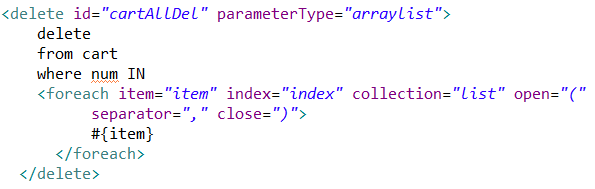 <delete id="cartAllDel" parameterType="arraylist">
delete
from cart
where num IN
<foreach item="item" index="index" collection="list" open="("
separator="," close=")">
#{item}
</foreach>
</delete>